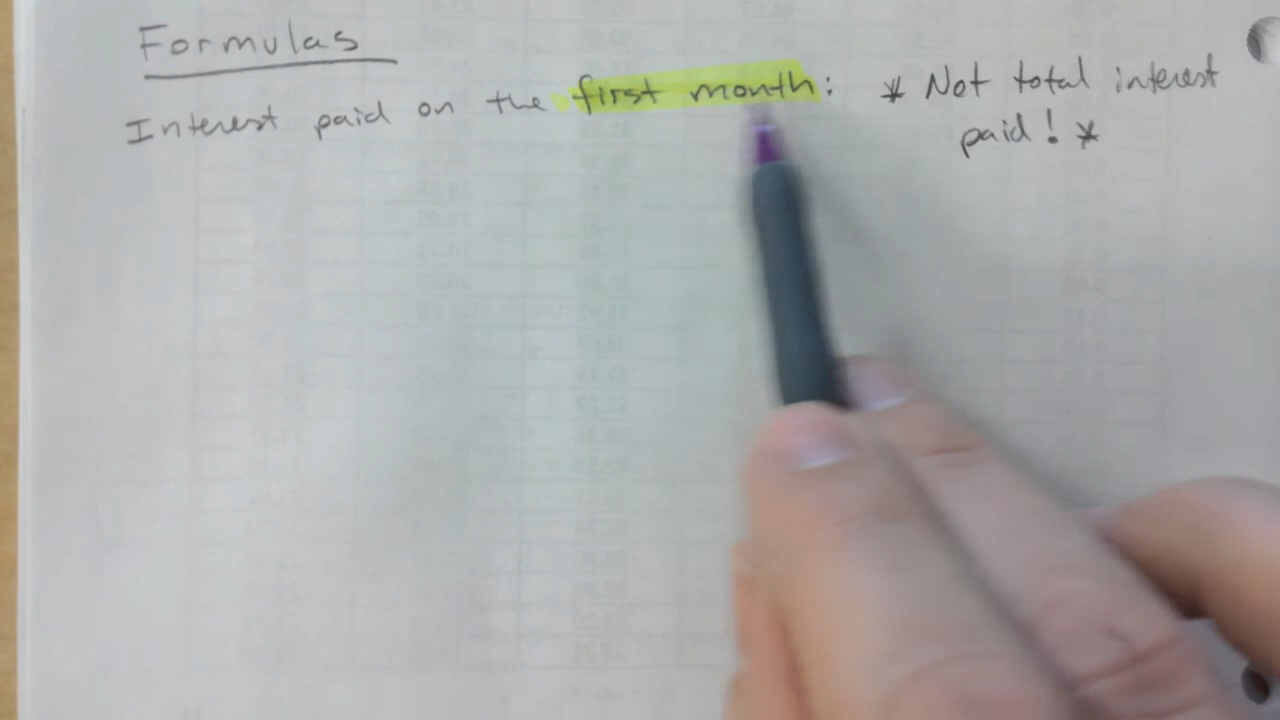 Formulas
Interest paid on the first month: * Not total interest
paid! *